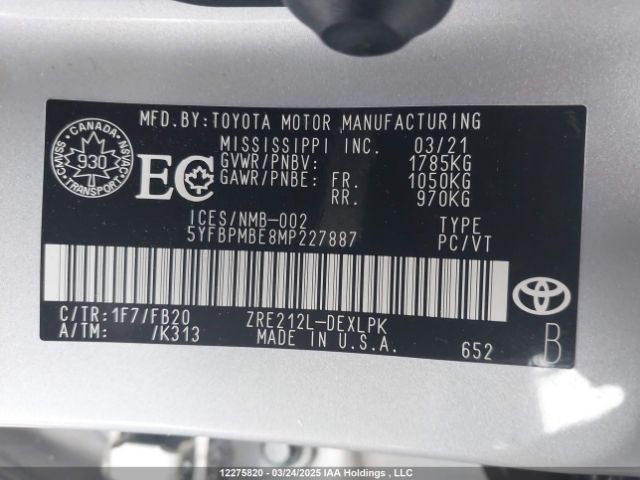 MFD.BY:TOYOTA MOTOR MANUFACTURING
MISSISSIPPI INC. 03/21
GVWR/PNBV: 1785KG
GAWR/PNBE: FR. 1050KG
RR. 970KG
CANADA
CMVSS
930
NSVAC
TRANSPORT
EC
ICES/NMB-002 TYPE
5YFBPMBE8MP227887 PC/VT
C/TR:1F7/FB20 ZRE212L-DEXLPK
A/TM: /K313 MADE IN U.S.A.
652
B
12275820 - 03/24/2025 IAA Holdings , LLC